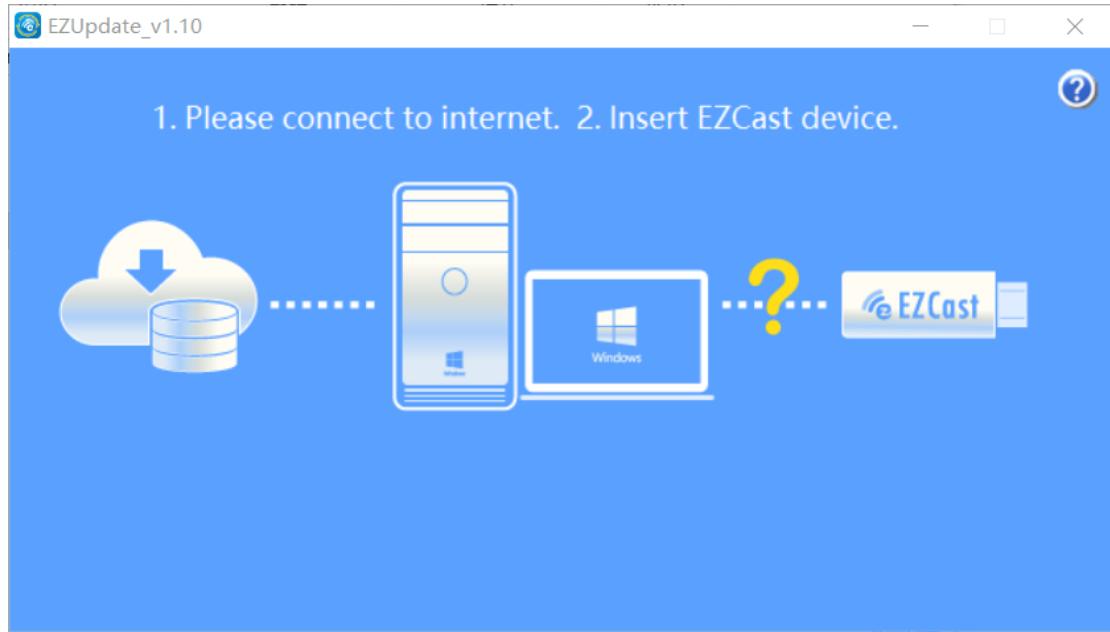 EZUpdate_v1.10
1. Please connect to internet. 2. Insert EZCast device.
Windows
EZCast